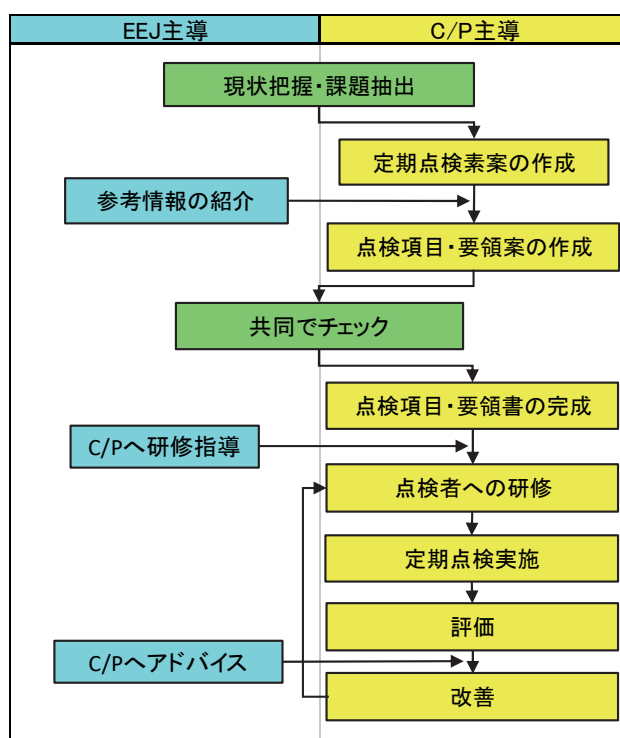 EEJ主導
C/P主導
現状把握・課題抽出
定期点検素案の作成
参考情報の紹介
点検項目・要領案の作成
共同でチェック
点検項目・要領書の完成
C/Pへ研修指導
点検者への研修
定期点検実施
評価
C/Pへアドバイス
改善